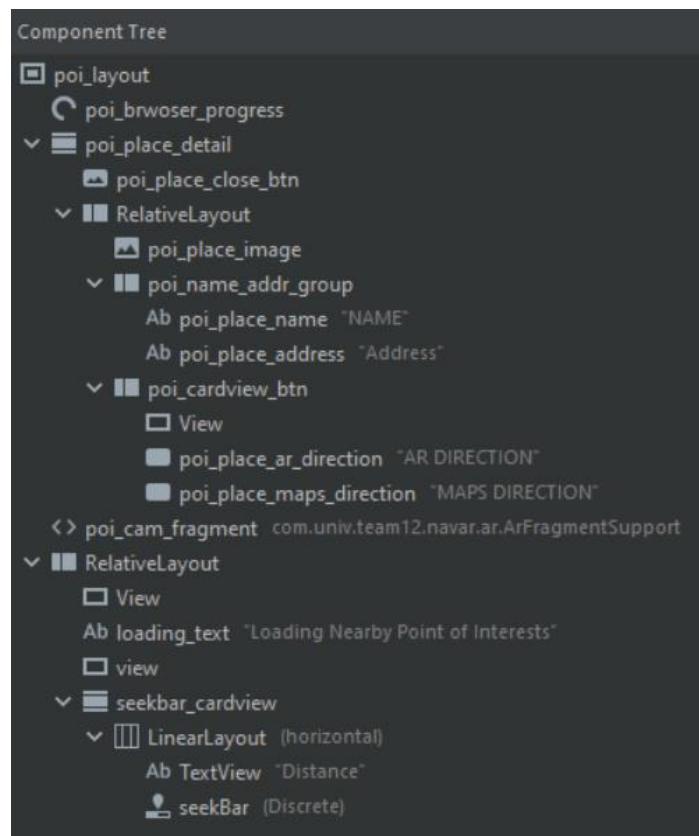 Component Tree
poi_layout
poi_brwoser_progress
poi_place_detail
poi_place_close_btn
RelativeLayout
poi_place_image
poi_name_addr_group
Ab poi_place_name "NAME"
Ab poi_place_address "Address"
poi_cardview_btn
View
poi_place_ar_direction "AR DIRECTION"
poi_place_maps_direction "MAPS DIRECTION"
<> poi_cam_fragment com.univ.team12.navar.ar.ArFragmentSupport
RelativeLayout
View
Ab loading_text "Loading Nearby Point of Interests"
view
seekbar_cardview
LinearLayout (horizontal)
Ab TextView "Distance"
seekBar (Discrete)